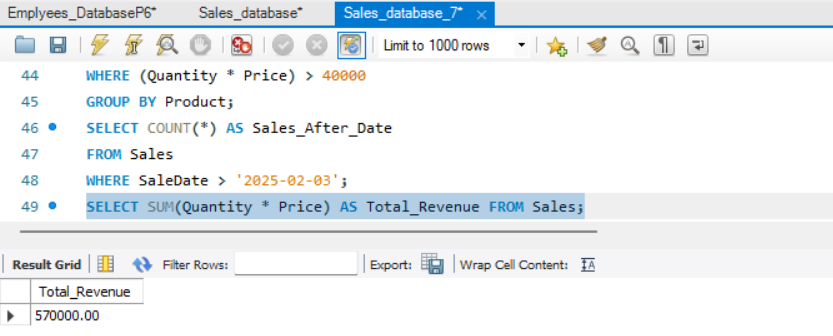 Emplyees_DatabaseP6* Sales_database* Sales_database_7*
Limit to 1000 rows
44 WHERE (Quantity * Price) > 40000
45 GROUP BY Product;
46 SELECT COUNT(*) AS Sales_After_Date
47 FROM Sales
48 WHERE SaleDate > '2025-02-03';
49 SELECT SUM(Quantity * Price) AS Total_Revenue FROM Sales;
Result Grid Filter Rows: Export: Wrap Cell Content:
Total_Revenue
570000.00